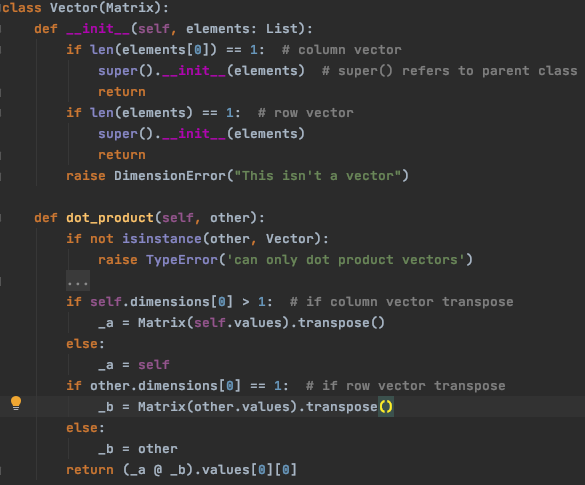 class Vector(Matrix):
    def __init__(self, elements: List):
        if len(elements[0]) == 1:  # column vector
            super().__init__(elements)  # super() refers to parent class
            return
        if len(elements) == 1:  # row vector
            super().__init__(elements)
            return
        raise DimensionError("This isn't a vector")

    def dot_product(self, other):
        if not isinstance(other, Vector):
            raise TypeError('can only dot product vectors')
        ...
        if self.dimensions[0] > 1:  # if column vector transpose
            _a = Matrix(self.values).transpose()
        else:
            _a = self
        if other.dimensions[0] == 1:  # if row vector transpose
            _b = Matrix(other.values).transpose()
        else:
            _b = other
        return (_a @ _b).values[0][0]